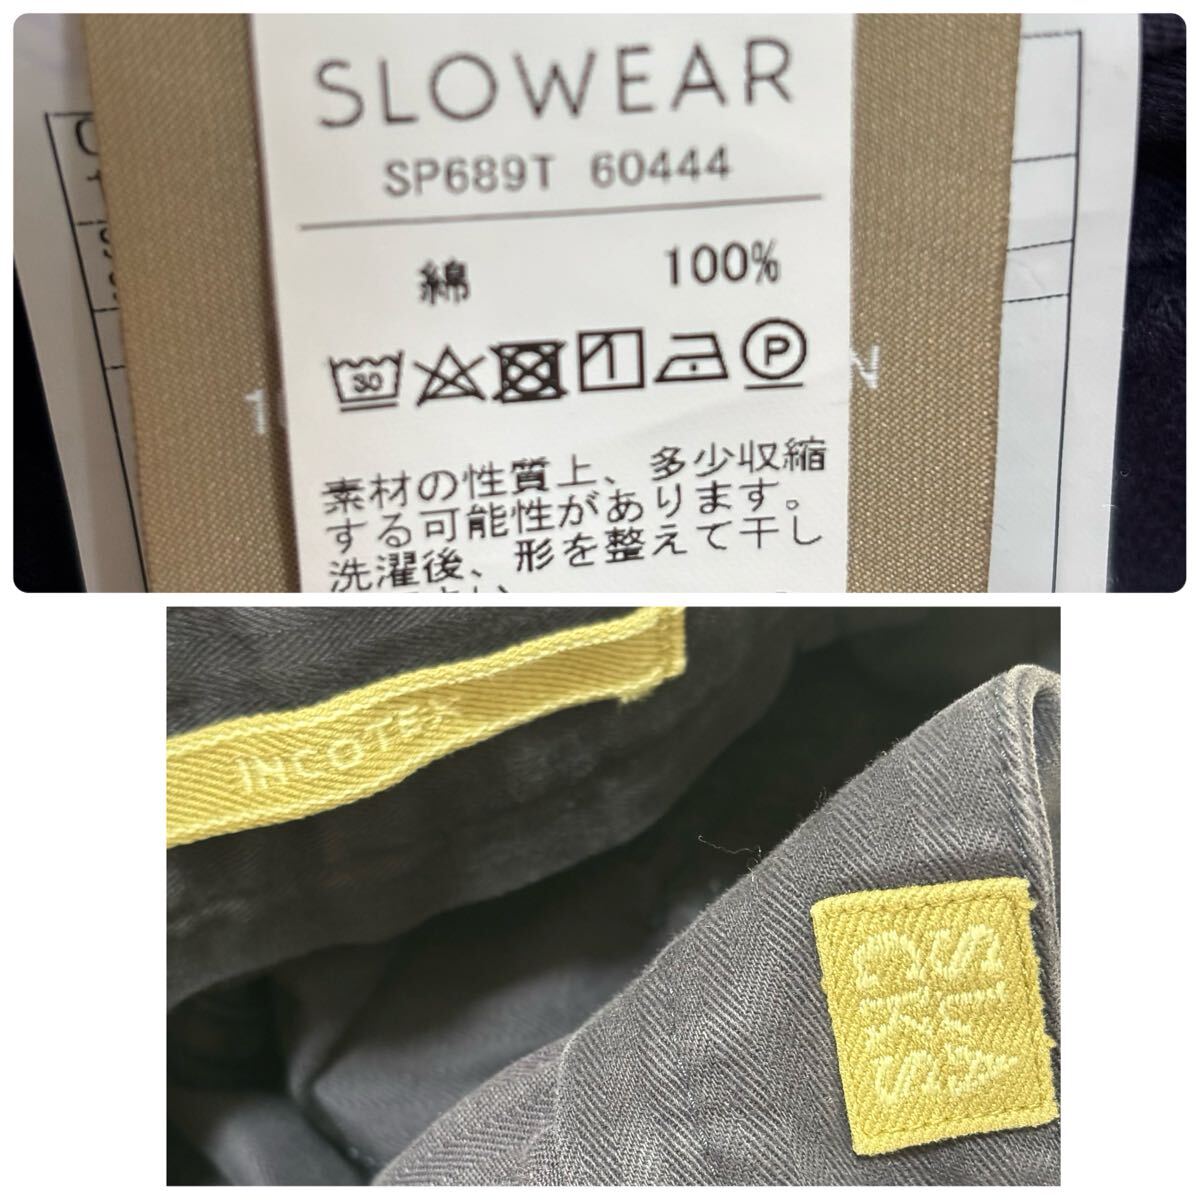 SLOWEAR
SP689T 60444
綿 100%
30
P
素材の性質上、多少収縮
する可能性があります。
洗濯後、形を整えて干し
INCOTEX